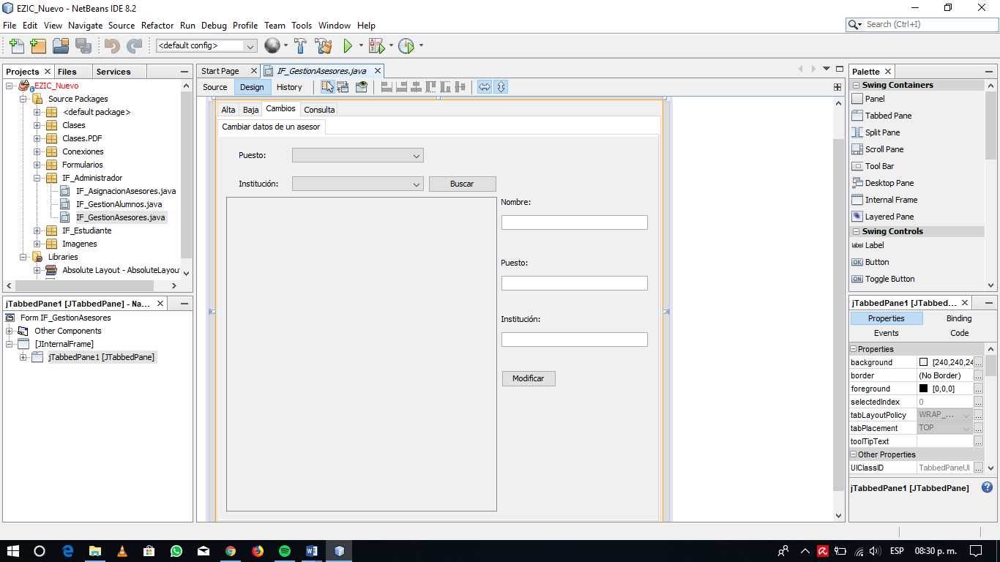 EZIC_Nuevo - NetBeans IDE 8.2
File Edit View Navigate Source Refactor Run Debug Profile Team Tools Window Help
Search (Ctrl+I)
<default config>
Projects Files Services
EZIC_Nuevo
Source Packages
<default package>
Clases
Clases.PDF
Conexiones
Formularios
IF_Administrador
IF_AsignacionAsesores.java
IF_GestionAlumnos.java
IF_GestionAsesores.java
IF_Estudiante
Imagenes
Libraries
Absolute Layout - AbsoluteLayou
jTabbedPane1 [JTabbedPane] - Na...
Form IF_GestionAsesores
Other Components
[JInternalFrame]
jTabbedPane1 [JTabbedPane]
Start Page IF_GestionAsesores.java
Source Design History
Alta Baja Cambios Consulta
Cambiar datos de un asesor
Puesto:
Institución: Buscar
Nombre:
Puesto:
Institución:
Modificar
Palette
Swing Containers
Panel
Tabbed Pane
Split Pane
Scroll Pane
Tool Bar
Desktop Pane
Internal Frame
Layered Pane
Swing Controls
label Label
OK Button
ON Toggle Button
jTabbedPane1 [JTabbed...
Properties Binding
Events Code
Properties
background [240,240,24 ...
border (No Border) ...
foreground [0,0,0] ...
selectedIndex 0 ...
tabLayoutPolicy WRAP_... ...
tabPlacement TOP ...
toolTipText ...
Other Properties
UIClassID TabbedPaneUI ...
jTabbedPane1 [JTabbedPane]
ESP 08:30 p. m.